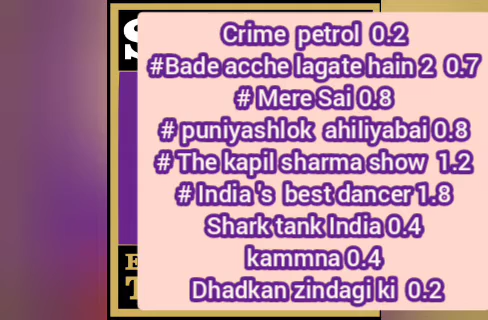 Crime petrol 0.2
#Bade acche lagate hain 2 0.7
# Mere Sai 0.8
# puniyashlok ahiliyabai 0.8
# The kapil sharma show 1.2
# India's best dancer 1.8
Shark tank India 0.4
kammna 0.4
Dhadkan zindagi ki 0.2